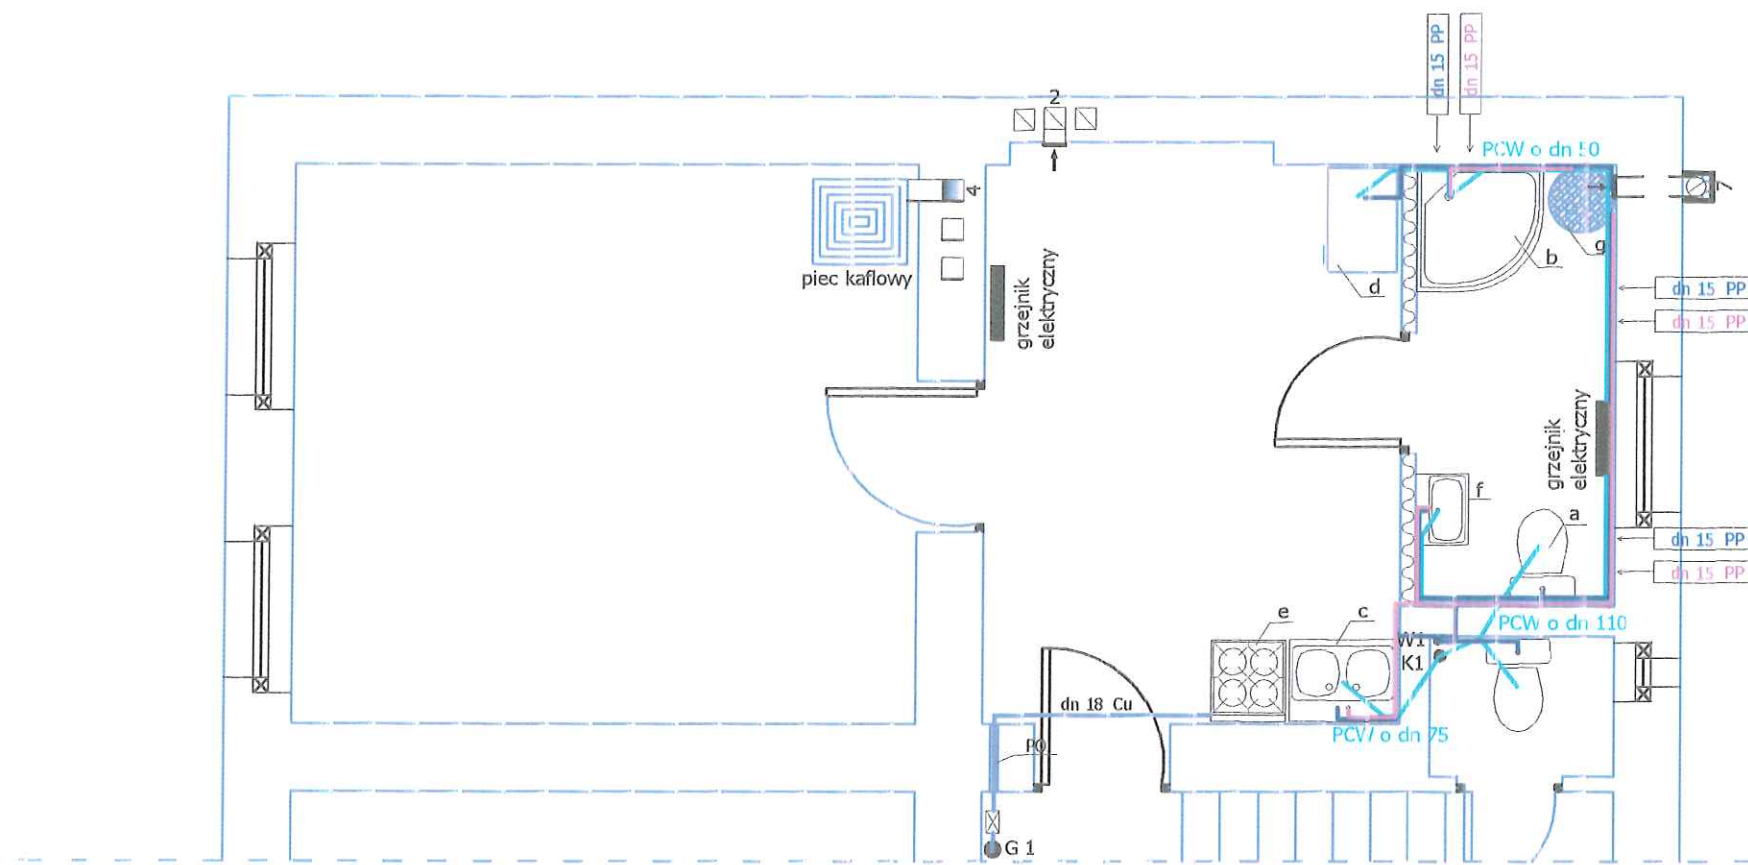 dn 15 PP
dn 15 PP
2
PCW o dn 50
4
7
piec kaflowy
grzejnik
elektryczny
d
b
g
dn 15 PP
dn 15 PP
grzejnik
elektryczny
f
a
dn 15 PP
dn 15 PP
e
c
PCW o dn 110
W1
K1
dn 18 Cu
PCW o dn 75
G 1